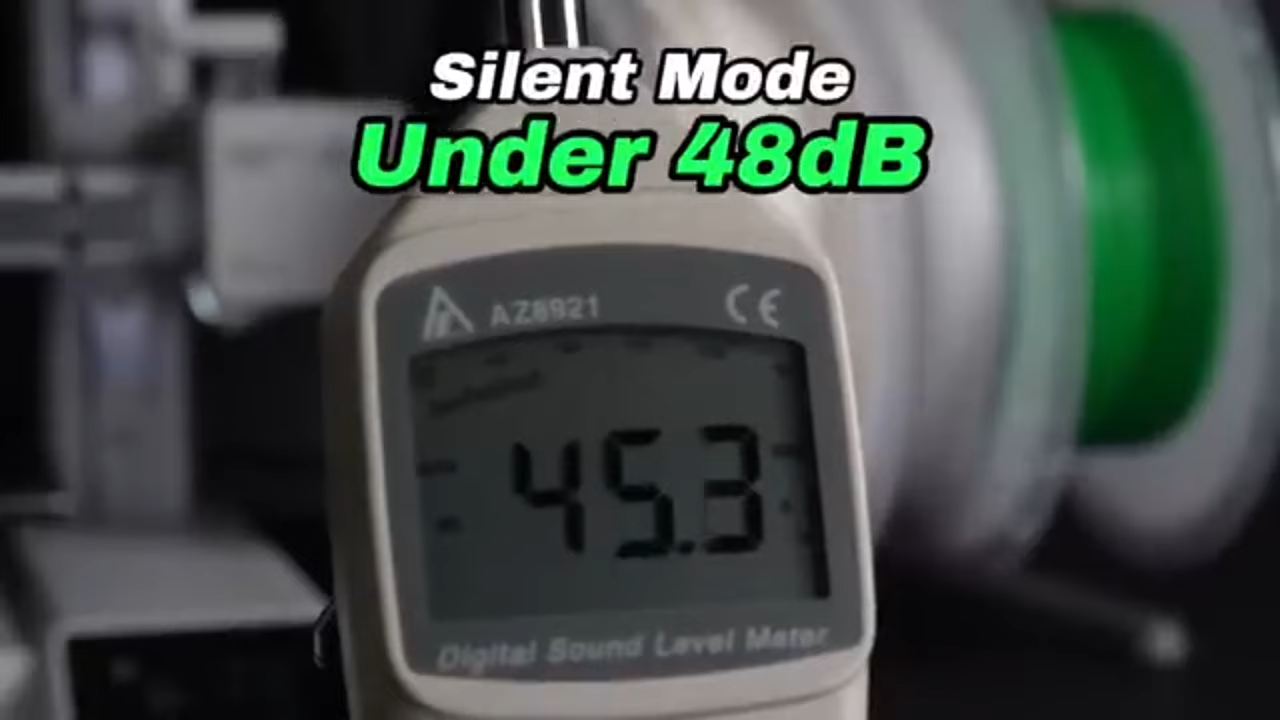 Silent Mode
Under 48dB
AZ8921 CE
45.3
Digital Sound Level Meter